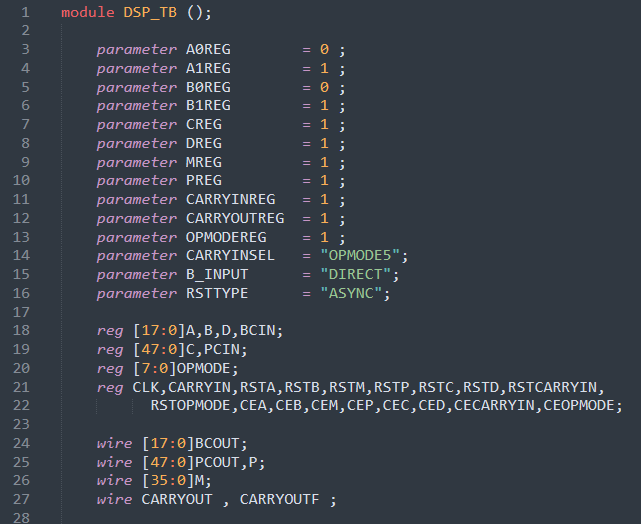 1 module DSP_TB ();
2
3 parameter A0REG = 0 ;
4 parameter A1REG = 1 ;
5 parameter B0REG = 0 ;
6 parameter B1REG = 1 ;
7 parameter CREG = 1 ;
8 parameter DREG = 1 ;
9 parameter MREG = 1 ;
10 parameter PREG = 1 ;
11 parameter CARRYINREG = 1 ;
12 parameter CARRYOUTREG = 1 ;
13 parameter OPMODEREG = 1 ;
14 parameter CARRYINSEL = "OPMODE5";
15 parameter B_INPUT = "DIRECT";
16 parameter RSTTYPE = "ASYNC";
17
18 reg [17:0]A,B,D,BCIN;
19 reg [47:0]C,PCIN;
20 reg [7:0]OPMODE;
21 reg CLK,CARRYIN,RSTA,RSTB,RSTM,RSTP,RSTC,RSTD,RSTCARRYIN,
22 RSTOPMODE,CEA,CEB,CEM,CEP,CEC,CED,CECARRYIN,CEOPMODE;
23
24 wire [17:0]BCOUT;
25 wire [47:0]PCOUT,P;
26 wire [35:0]M;
27 wire CARRYOUT , CARRYOUTF ;
28